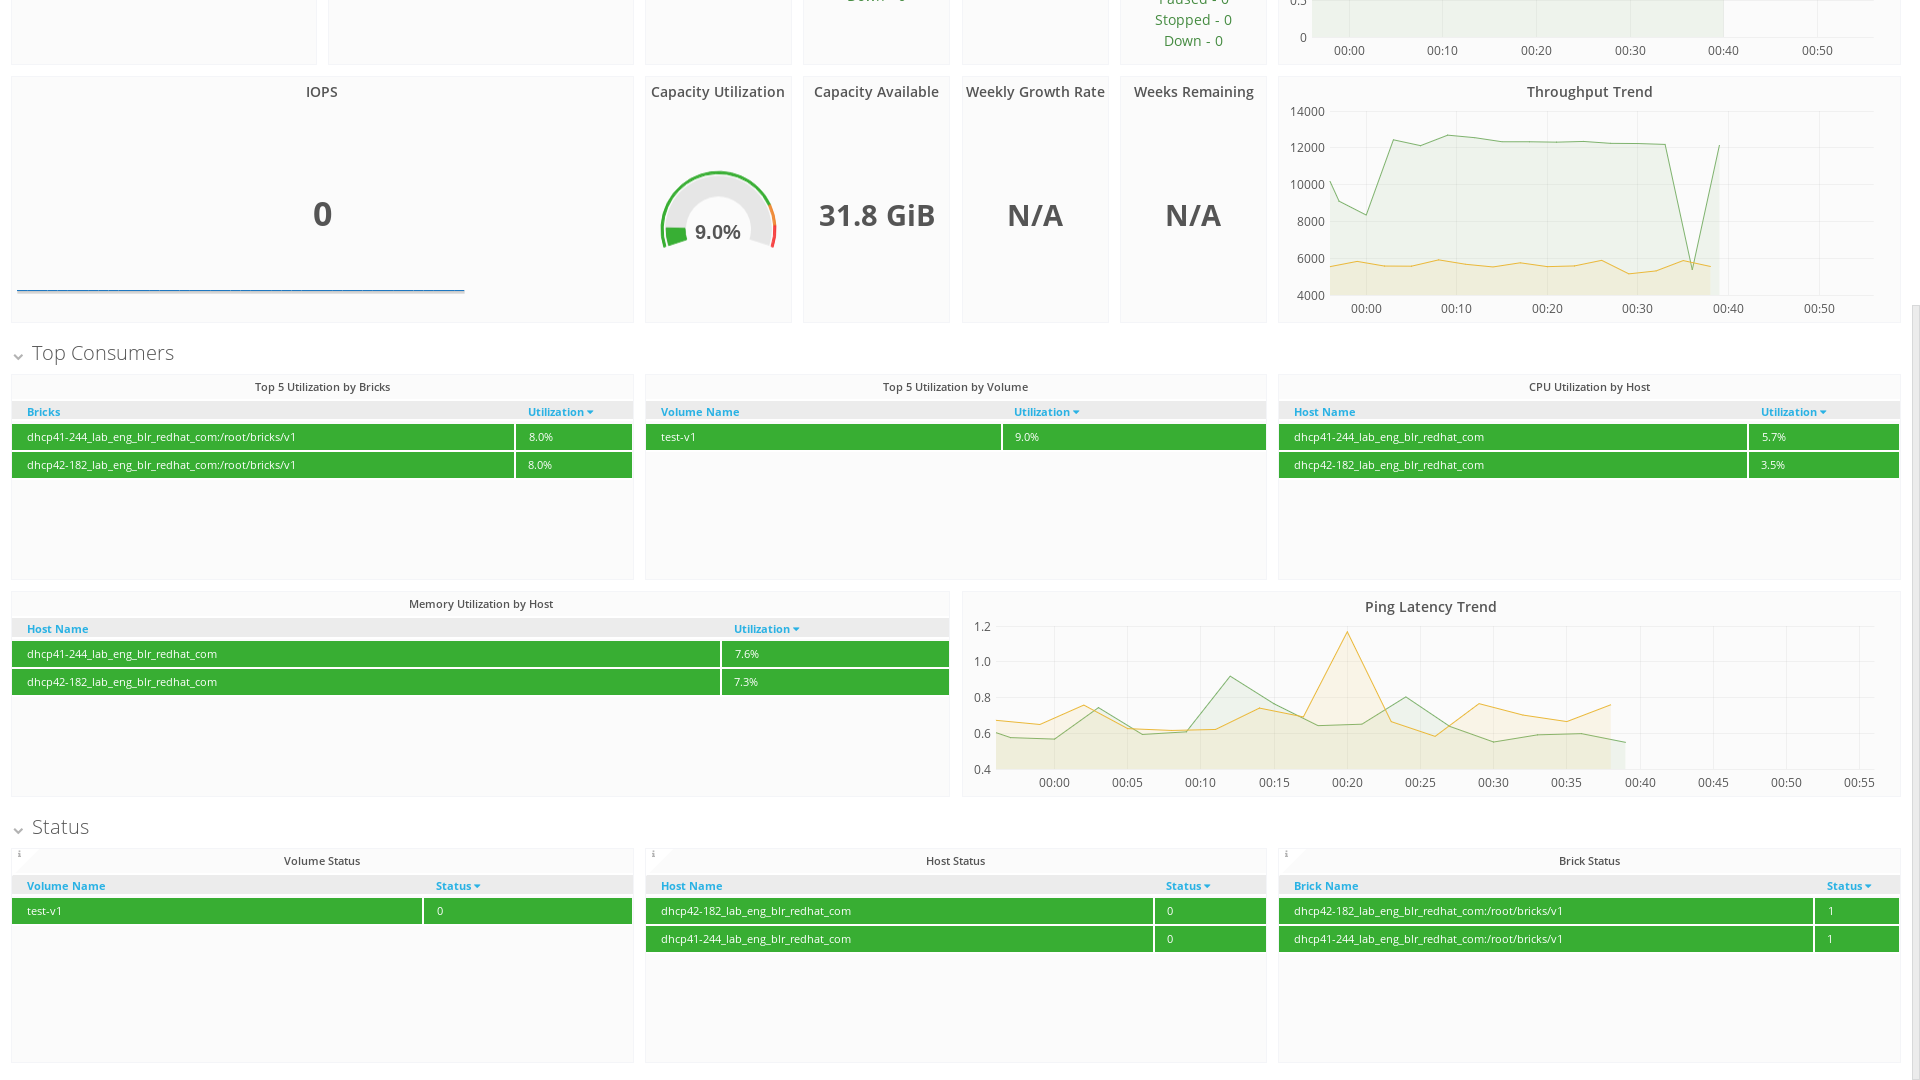 Stopped - 0
Down - 0
0
00:00 00:10 00:20 00:30 00:40 00:50
IOPS
0
Capacity Utilization
9.0%
Capacity Available
31.8 GiB
Weekly Growth Rate
N/A
Weeks Remaining
N/A
Throughput Trend
14000
12000
10000
8000
6000
4000
00:00 00:10 00:20 00:30 00:40 00:50
Top Consumers
Top 5 Utilization by Bricks
Bricks Utilization
dhcp41-244_lab_eng_blr_redhat_com:/root/bricks/v1 8.0%
dhcp42-182_lab_eng_blr_redhat_com:/root/bricks/v1 8.0%
Top 5 Utilization by Volume
Volume Name Utilization
test-v1 9.0%
CPU Utilization by Host
Host Name Utilization
dhcp41-244_lab_eng_blr_redhat_com 5.7%
dhcp42-182_lab_eng_blr_redhat_com 3.5%
Memory Utilization by Host
Host Name Utilization
dhcp41-244_lab_eng_blr_redhat_com 7.6%
dhcp42-182_lab_eng_blr_redhat_com 7.3%
Ping Latency Trend
1.2
1.0
0.8
0.6
0.4
00:00 00:05 00:10 00:15 00:20 00:25 00:30 00:35 00:40 00:45 00:50 00:55
Status
Volume Status
Volume Name Status
test-v1 0
Host Status
Host Name Status
dhcp42-182_lab_eng_blr_redhat_com 0
dhcp41-244_lab_eng_blr_redhat_com 0
Brick Status
Brick Name Status
dhcp42-182_lab_eng_blr_redhat_com:/root/bricks/v1 1
dhcp41-244_lab_eng_blr_redhat_com:/root/bricks/v1 1